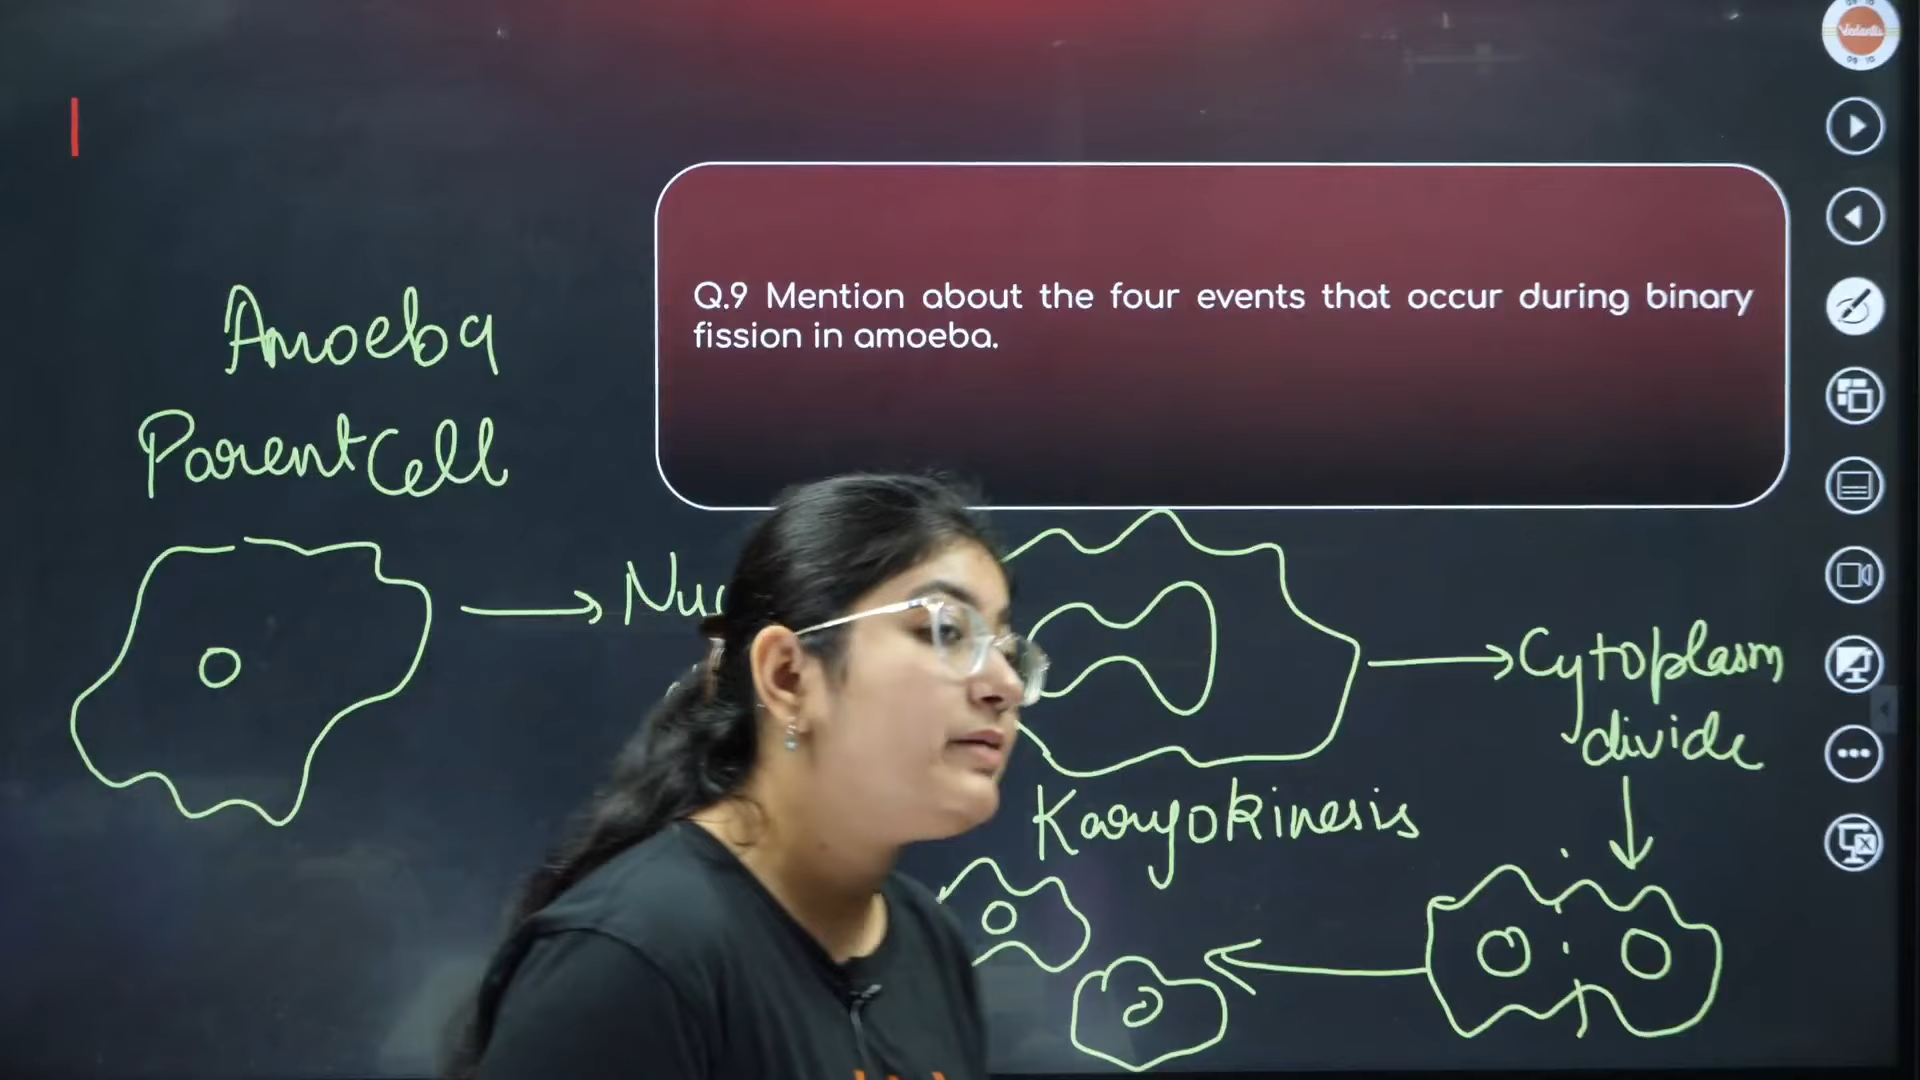 Vedantu
Q.9 Mention about the four events that occur during binary
fission in amoeba.
Amoeba
Parent Cell
Cytoplasm
divide
Karyokinesis